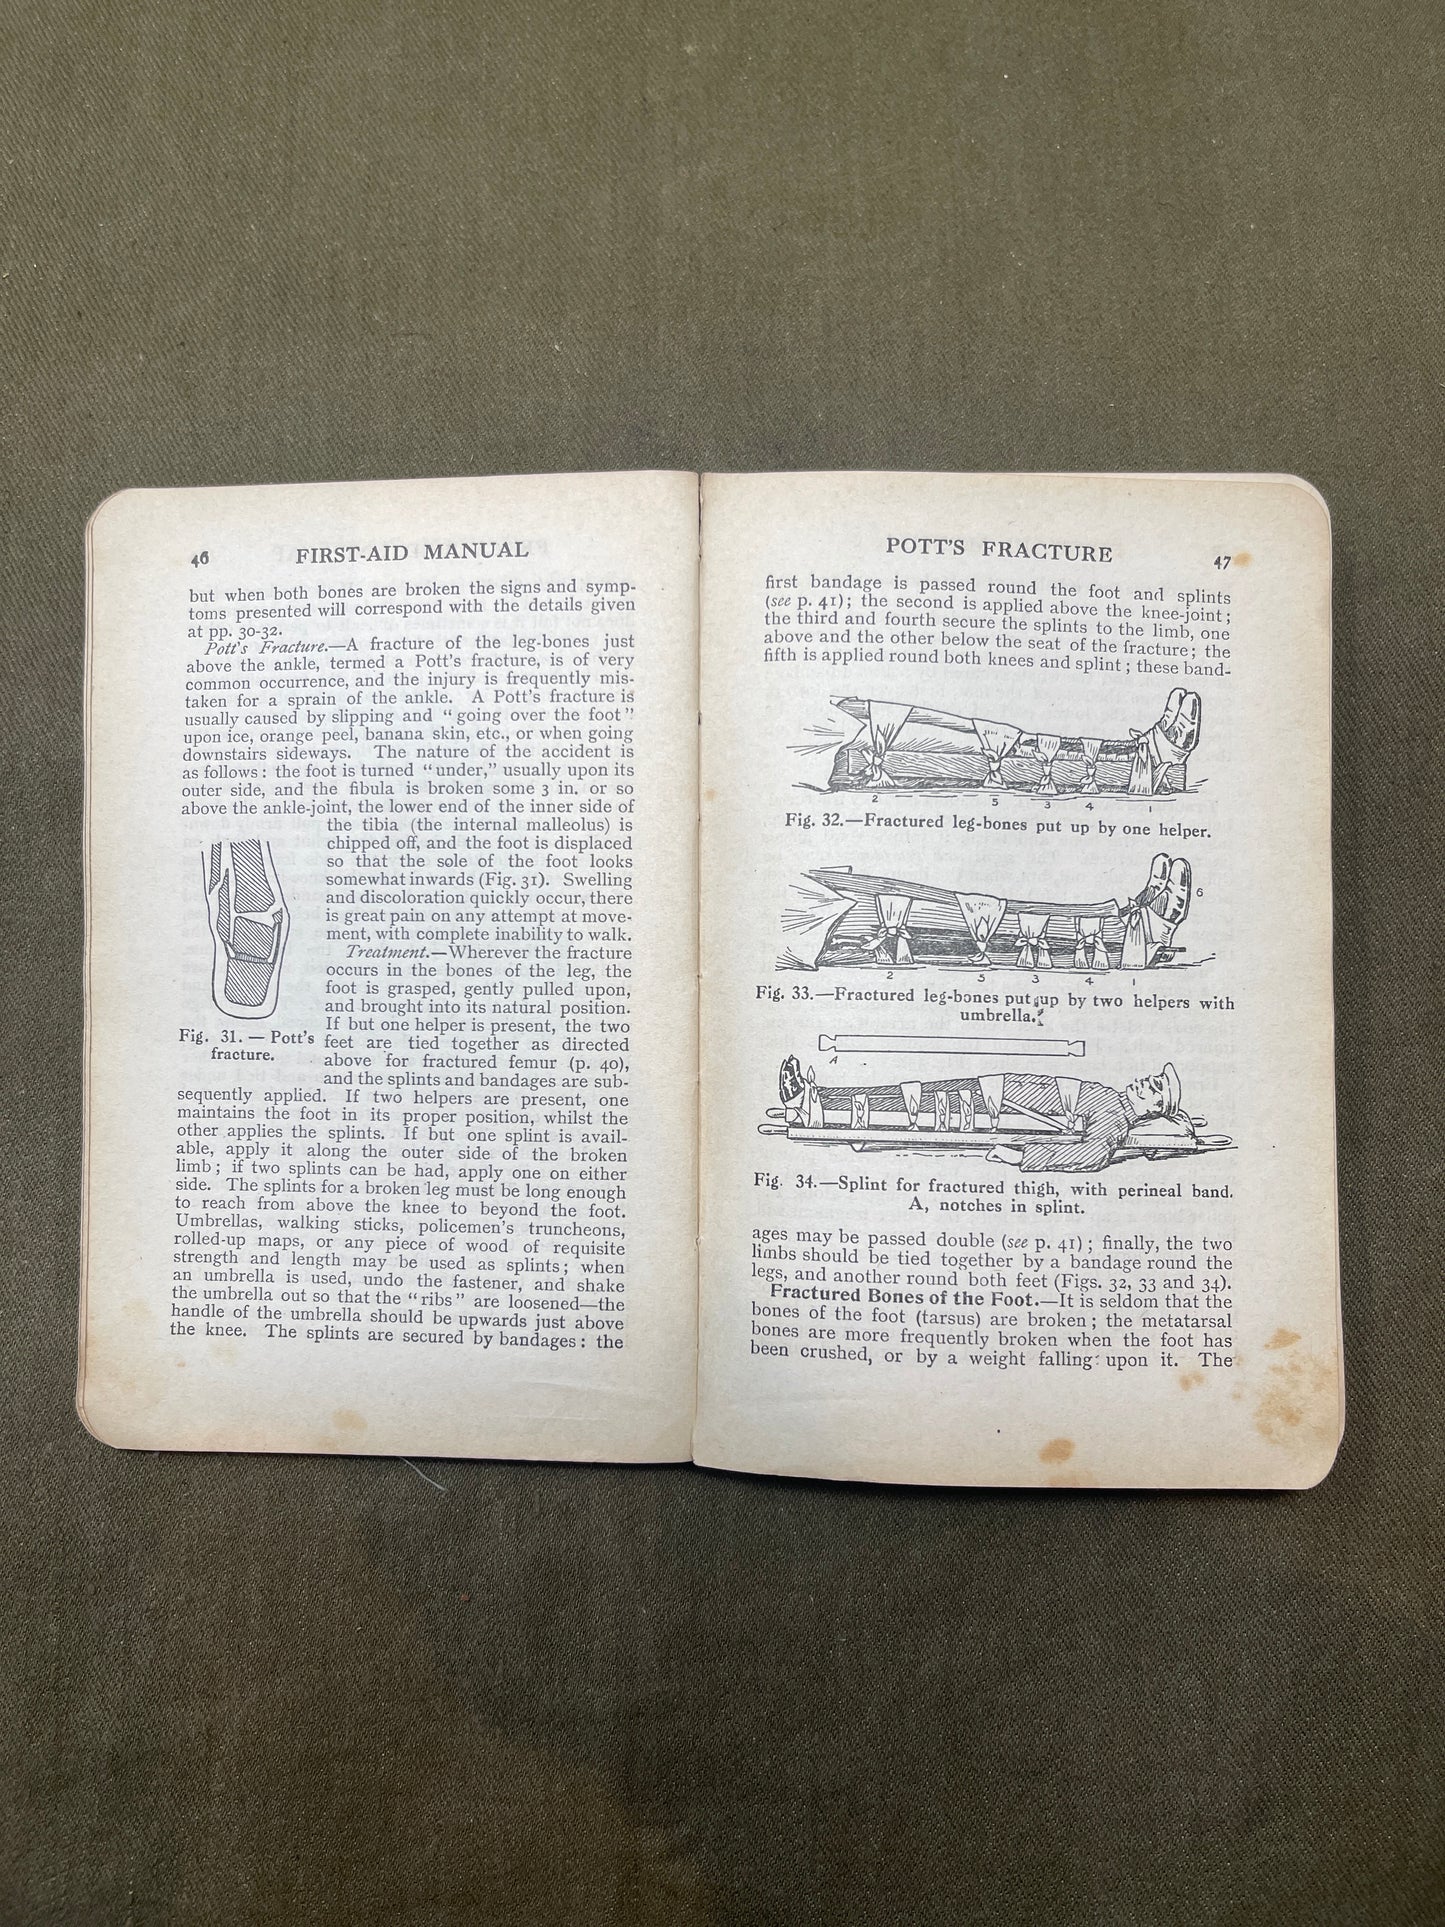 46
FIRST-AID MANUAL
but when both bones are broken the signs and symp-
toms presented will correspond with the details given
at pp. 30-32.
Pott's Fracture.—A fracture of the leg-bones just
above the ankle, termed a Pott's fracture, is of very
common occurrence, and the injury is frequently mis-
taken for a sprain of the ankle. A Pott's fracture is
usually caused by slipping and "going over the foot"
upon ice, orange peel, banana skin, etc., or when going
downstairs sideways. The nature of the accident is
as follows: the foot is turned "under," usually upon its
outer side, and the fibula is broken some 3 in. or so
above the ankle-joint, the lower end of the inner side of
the tibia (the internal malleolus) is
chipped off, and the foot is displaced
so that the sole of the foot looks
somewhat inwards (Fig. 31). Swelling
and discoloration quickly occur, there
is great pain on any attempt at move-
ment, with complete inability to walk.
Treatment.—Wherever the fracture
occurs in the bones of the leg, the
foot is grasped, gently pulled upon,
and brought into its natural position.
If but one helper is present, the two
feet are tied together as directed
above for fractured femur (p. 40),
and the splints and bandages are sub-
Fig. 31. — Pott's
fracture.
sequently applied. If two helpers are present, one
maintains the foot in its proper position, whilst the
other applies the splints. If but one splint is avail-
able, apply it along the outer side of the broken
limb; if two splints can be had, apply one on either
side. The splints for a broken leg must be long enough
to reach from above the knee to beyond the foot.
Umbrellas, walking sticks, policemen's truncheons,
rolled-up maps, or any piece of wood of requisite
strength and length may be used as splints; when
an umbrella is used, undo the fastener, and shake
the umbrella out so that the "ribs" are loosened—the
handle of the umbrella should be upwards just above
the knee. The splints are secured by bandages: the
POTT'S FRACTURE
47
first bandage is passed round the foot and splints
(see p. 41); the second is applied above the knee-joint;
the third and fourth secure the splints to the limb, one
above and the other below the seat of the fracture; the
fifth is applied round both knees and splint; these band-
2 5 3 4 1
Fig. 32.—Fractured leg-bones put up by one helper.
6
2 5 3 4 1
Fig. 33.—Fractured leg-bones put up by two helpers with
umbrella.
A
Fig. 34.—Splint for fractured thigh, with perineal band.
A, notches in splint.
ages may be passed double (see p. 41); finally, the two
limbs should be tied together by a bandage round the
legs, and another round both feet (Figs. 32, 33 and 34).
Fractured Bones of the Foot.—It is seldom that the
bones of the foot (tarsus) are broken; the metatarsal
bones are more frequently broken when the foot has
been crushed, or by a weight falling upon it. The